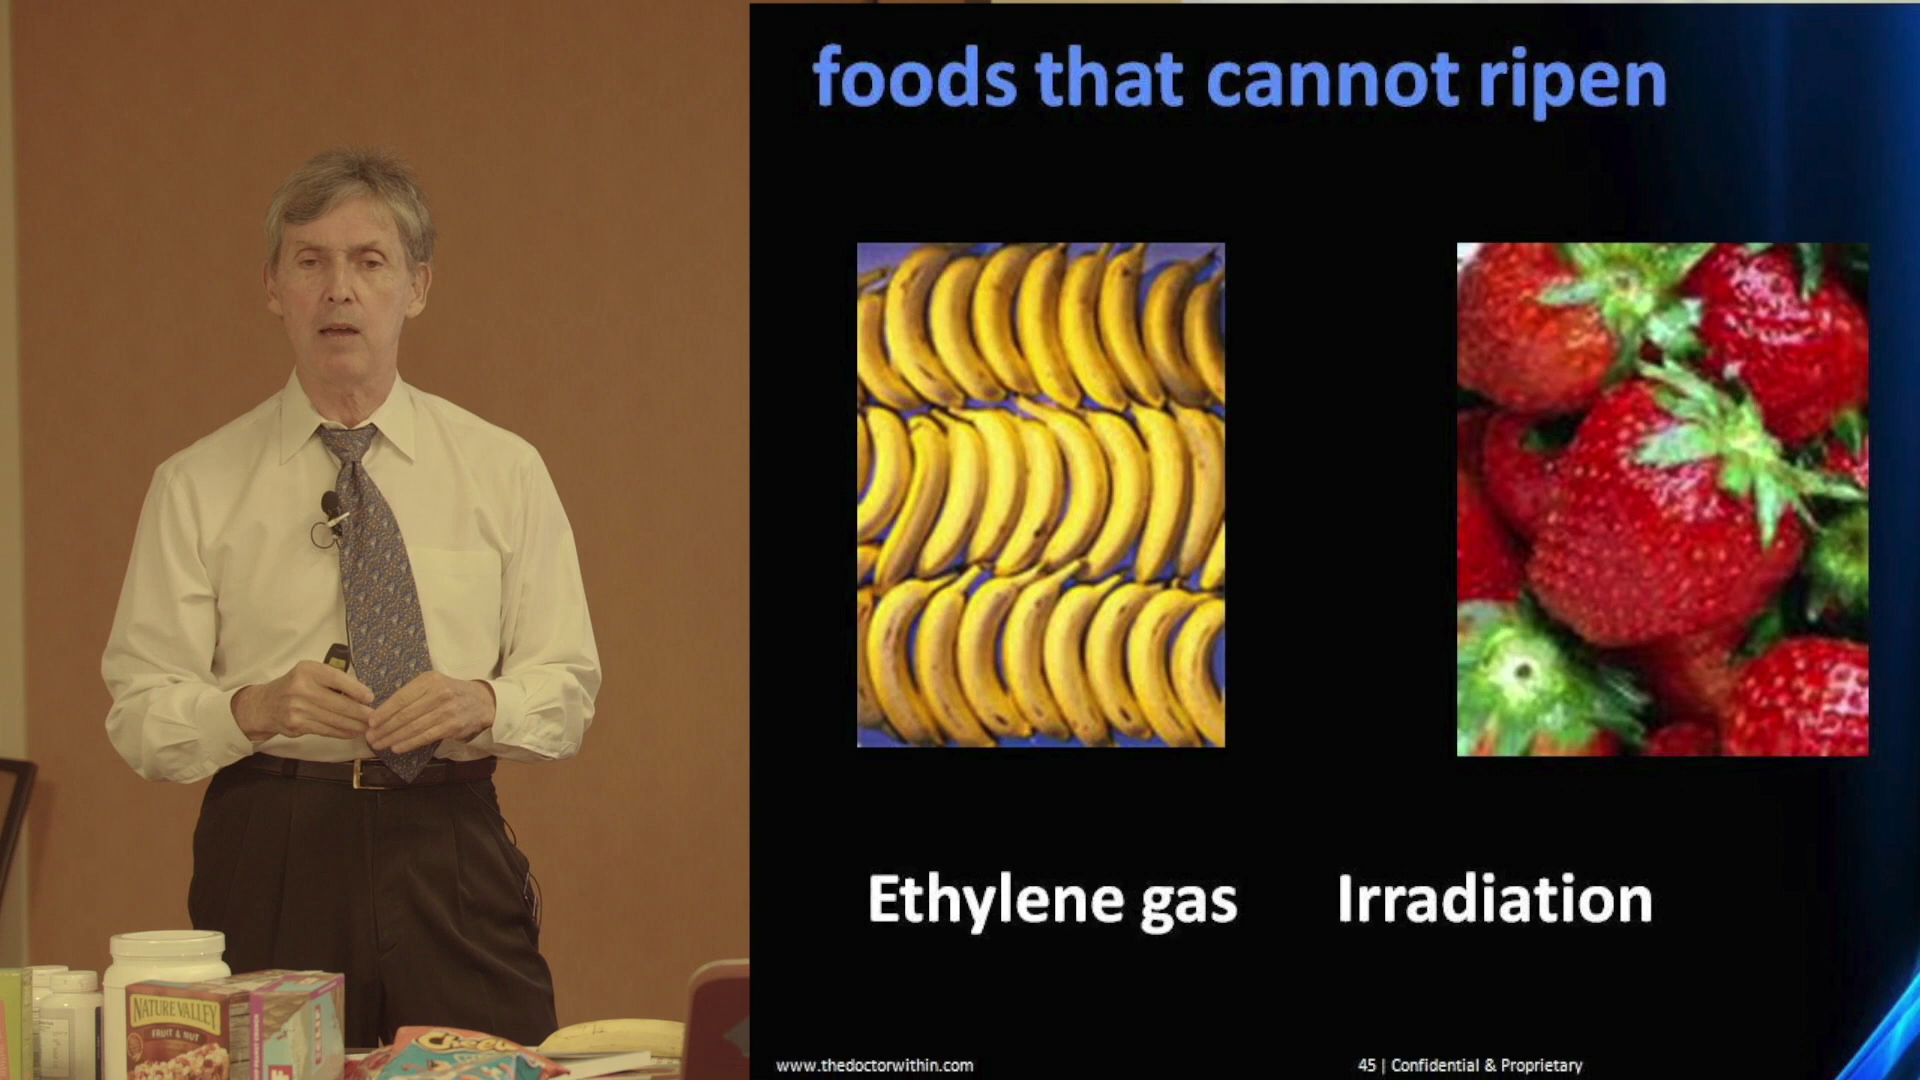 foods that cannot ripen
Ethylene gas
Irradiation
www.thedoctorwithin.com
45 | Confidential & Proprietary
NATURE VALLEY
FRUIT & NUT